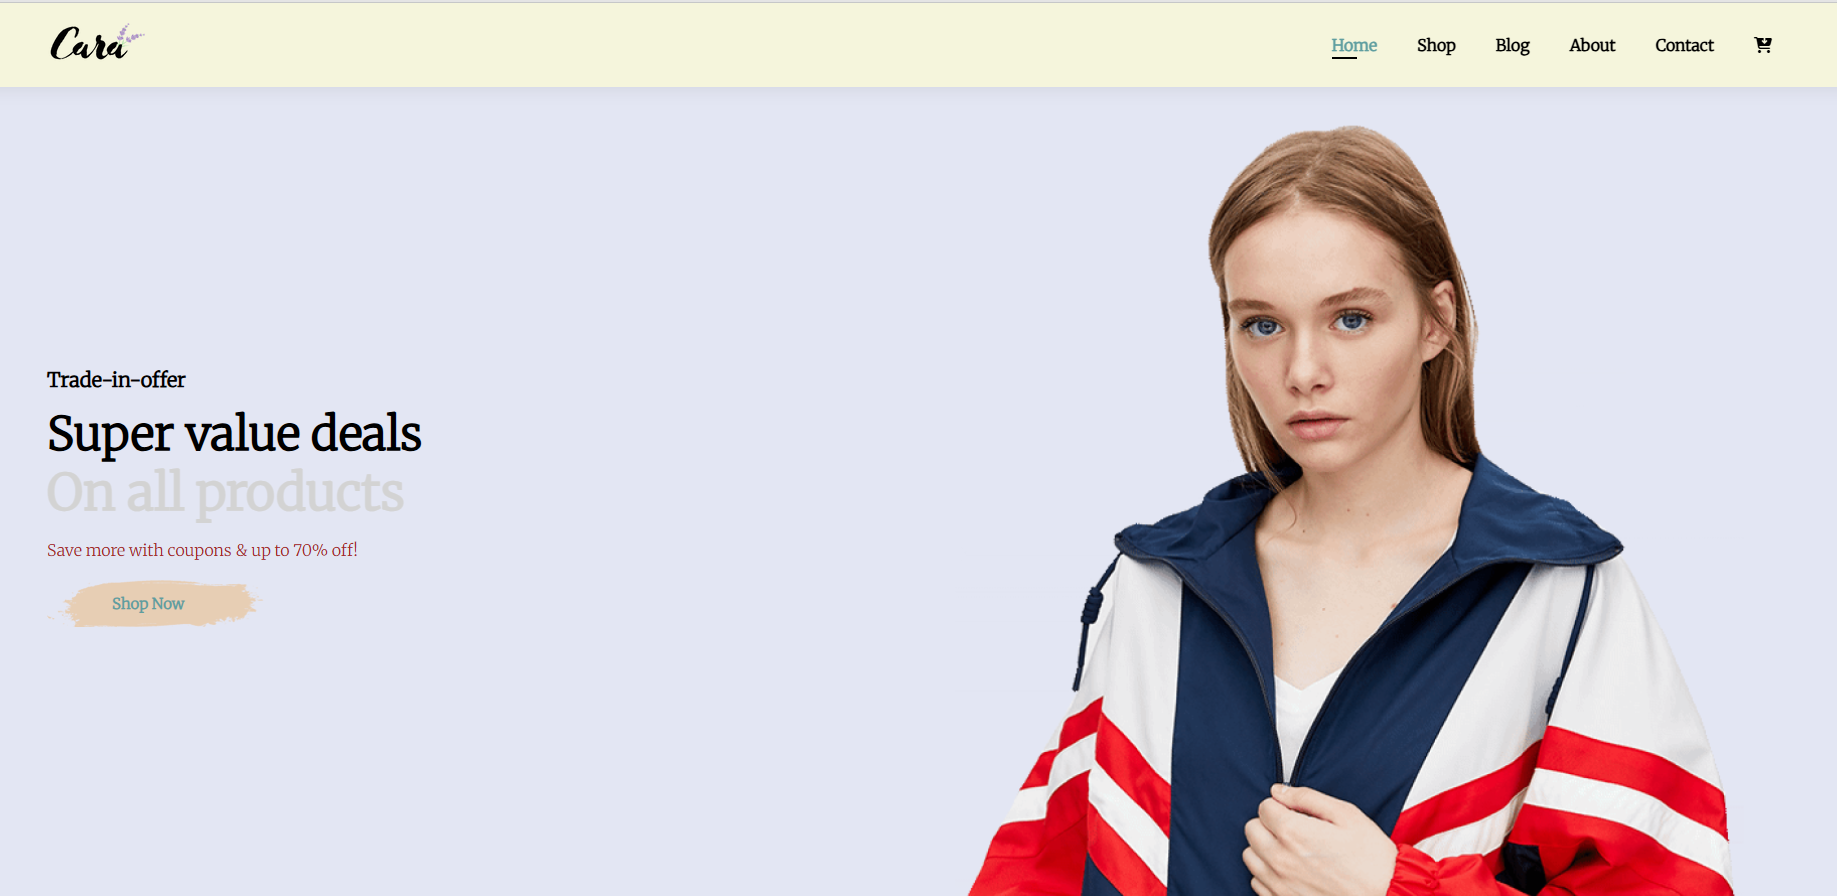 Cara
Home Shop Blog About Contact
Trade-in-offer
Super value deals
On all products
Save more with coupons & up to 70% off!
Shop Now